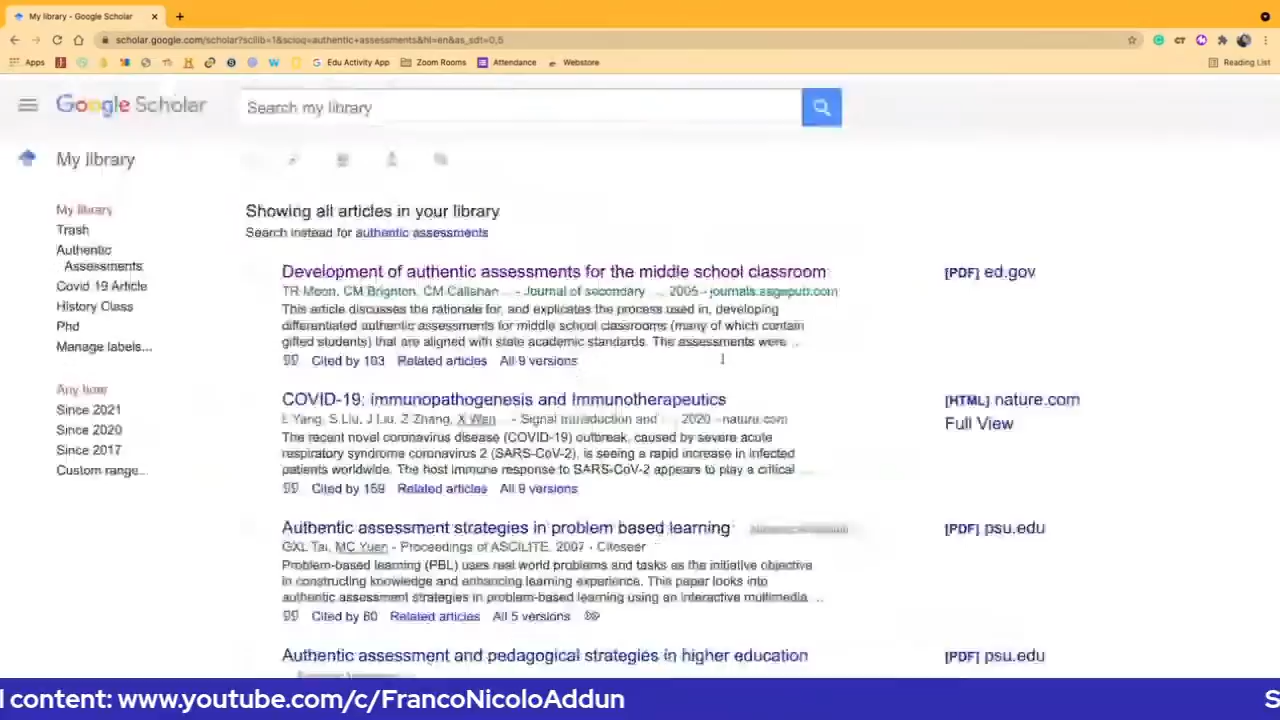 My library - Google Scholar
scholar.google.com/scholar?scilib=1&scioq=authentic+assessments&hl=en&as_sdt=0,5
Apps
Edu Activity App
Zoom Rooms
Attendance
Webstore
Reading List
Google Scholar
Search my library
My library
My library
Trash
Authentic
Assessments
Covid 19 Article
History Class
Phd
Manage labels...
Any time
Since 2021
Since 2020
Since 2017
Custom range...
Showing all articles in your library
Search instead for authentic assessments
Development of authentic assessments for the middle school classroom
[PDF] ed.gov
TR Moon, CM Brighton, CM Callahan ... - Journal of secondary ..., 2005 - journals.sagepub.com
This article discusses the rationale for, and explicates the process used in, developing
differentiated authentic assessments for middle school classrooms (many of which contain
gifted students) that are aligned with state academic standards. The assessments were ...
Cited by 103 Related articles All 9 versions
COVID-19: immunopathogenesis and Immunotherapeutics
[HTML] nature.com
L Yang, S Liu, J Liu, Z Zhang, X Wan ... - Signal transduction and ..., 2020 - nature.com
Full View
The recent novel coronavirus disease (COVID-19) outbreak, caused by severe acute
respiratory syndrome coronavirus 2 (SARS-CoV-2), is seeing a rapid increase in infected
patients worldwide. The host immune response to SARS-CoV-2 appears to play a critical ...
Cited by 159 Related articles All 9 versions
Authentic assessment strategies in problem based learning
[PDF] psu.edu
GXL Tai, MC Yuen - Proceedings of ASCILITE, 2007 - Citeseer
Problem-based learning (PBL) uses real world problems and tasks as the initiative objective
in constructing knowledge and enhancing learning experience. This paper looks into
authentic assessment strategies in problem-based learning using an interactive multimedia ...
Cited by 60 Related articles All 5 versions
Authentic assessment and pedagogical strategies in higher education
[PDF] psu.edu
l content: www.youtube.com/c/FrancoNicoloAddun
S